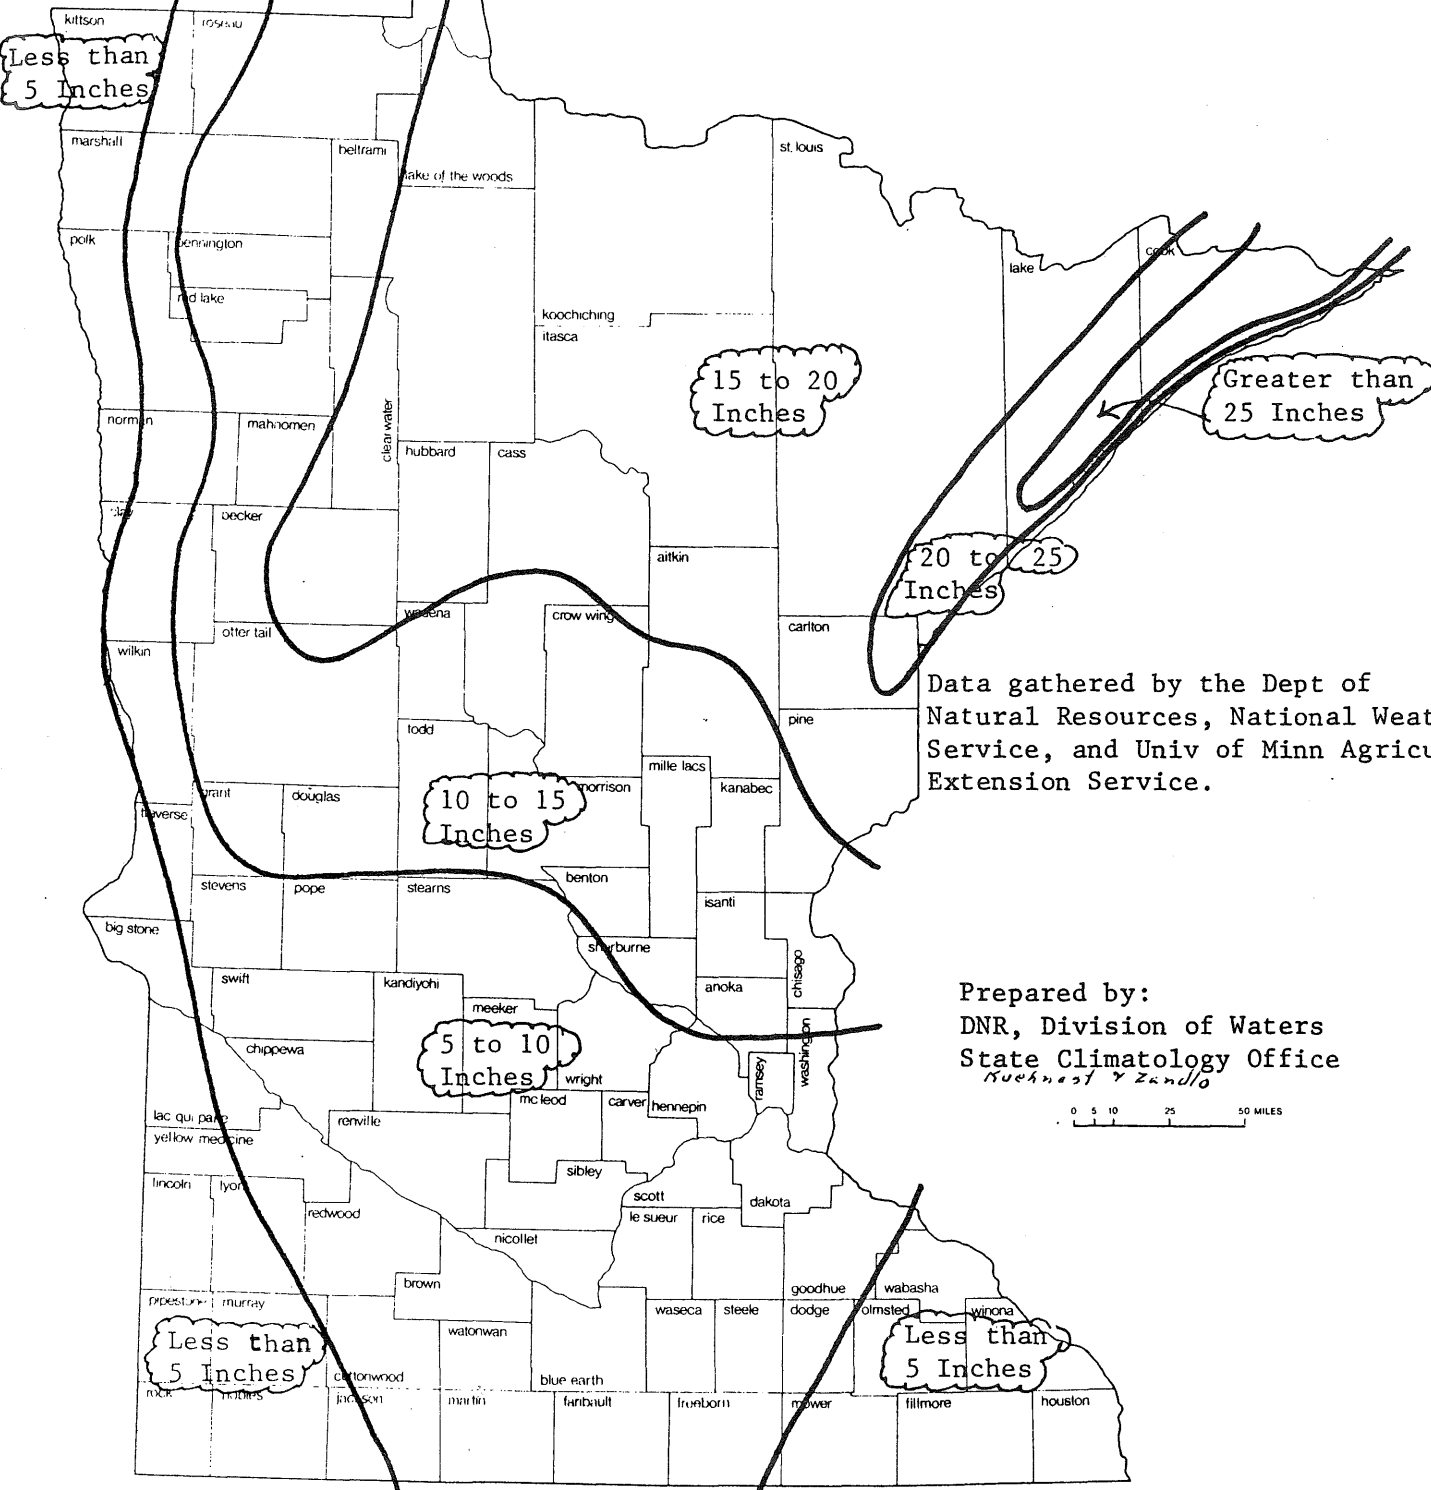 kittson
roseau
Less than
5 Inches
marshall
beltrami
lake of the woods
st. louis
polk
pennington
red lake
lake
cook
koochiching
itasca
15 to 20
Inches
Greater than
25 Inches
norman
mahnomen
clearwater
hubbard
cass
clay
becker
aitkin
20 to 25
Inches
wadena
crow wing
carlton
otter tail
wilkin
Data gathered by the Dept of
Natural Resources, National Weat
Service, and Univ of Minn Agricu
Extension Service.
pine
todd
mille lacs
morrison
kanabec
grant
douglas
traverse
10 to 15
Inches
stevens
pope
stearns
benton
isanti
big stone
sherburne
chisago
swift
kandiyohi
anoka
meeker
Prepared by:
DNR, Division of Waters
State Climatology Office
Kuehnast & Zandlo
washington
chippewa
5 to 10
Inches
wright
ramsey
mc leod
carver
hennepin
0 5 10 25 50 MILES
lac qui parle
renville
yellow medicine
sibley
lincoln
lyon
scott
dakota
redwood
le sueur
rice
nicollet
brown
goodhue
wabasha
pipestone
murray
waseca
steele
dodge
olmsted
winona
watonwan
Less than
5 Inches
Less than
5 Inches
cottonwood
blue earth
rock
nobles
jackson
martin
faribault
freeborn
mower
fillmore
houston